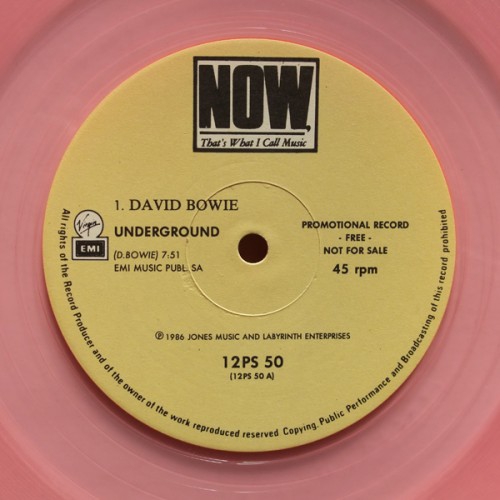 NOW,
That's What I Call Music
1. DAVID BOWIE
UNDERGROUND
(D.BOWIE) 7:51
EMI MUSIC PUBL. SA
Virgin
EMI
PROMOTIONAL RECORD
- FREE -
NOT FOR SALE
45 rpm
℗ 1986 JONES MUSIC AND LABYRINTH ENTERPRISES
12PS 50
(12PS 50 A)
All rights of the Record Producer and of the owner of the work reproduced reserved. Copying, Public Performance and Broadcasting of this record prohibited